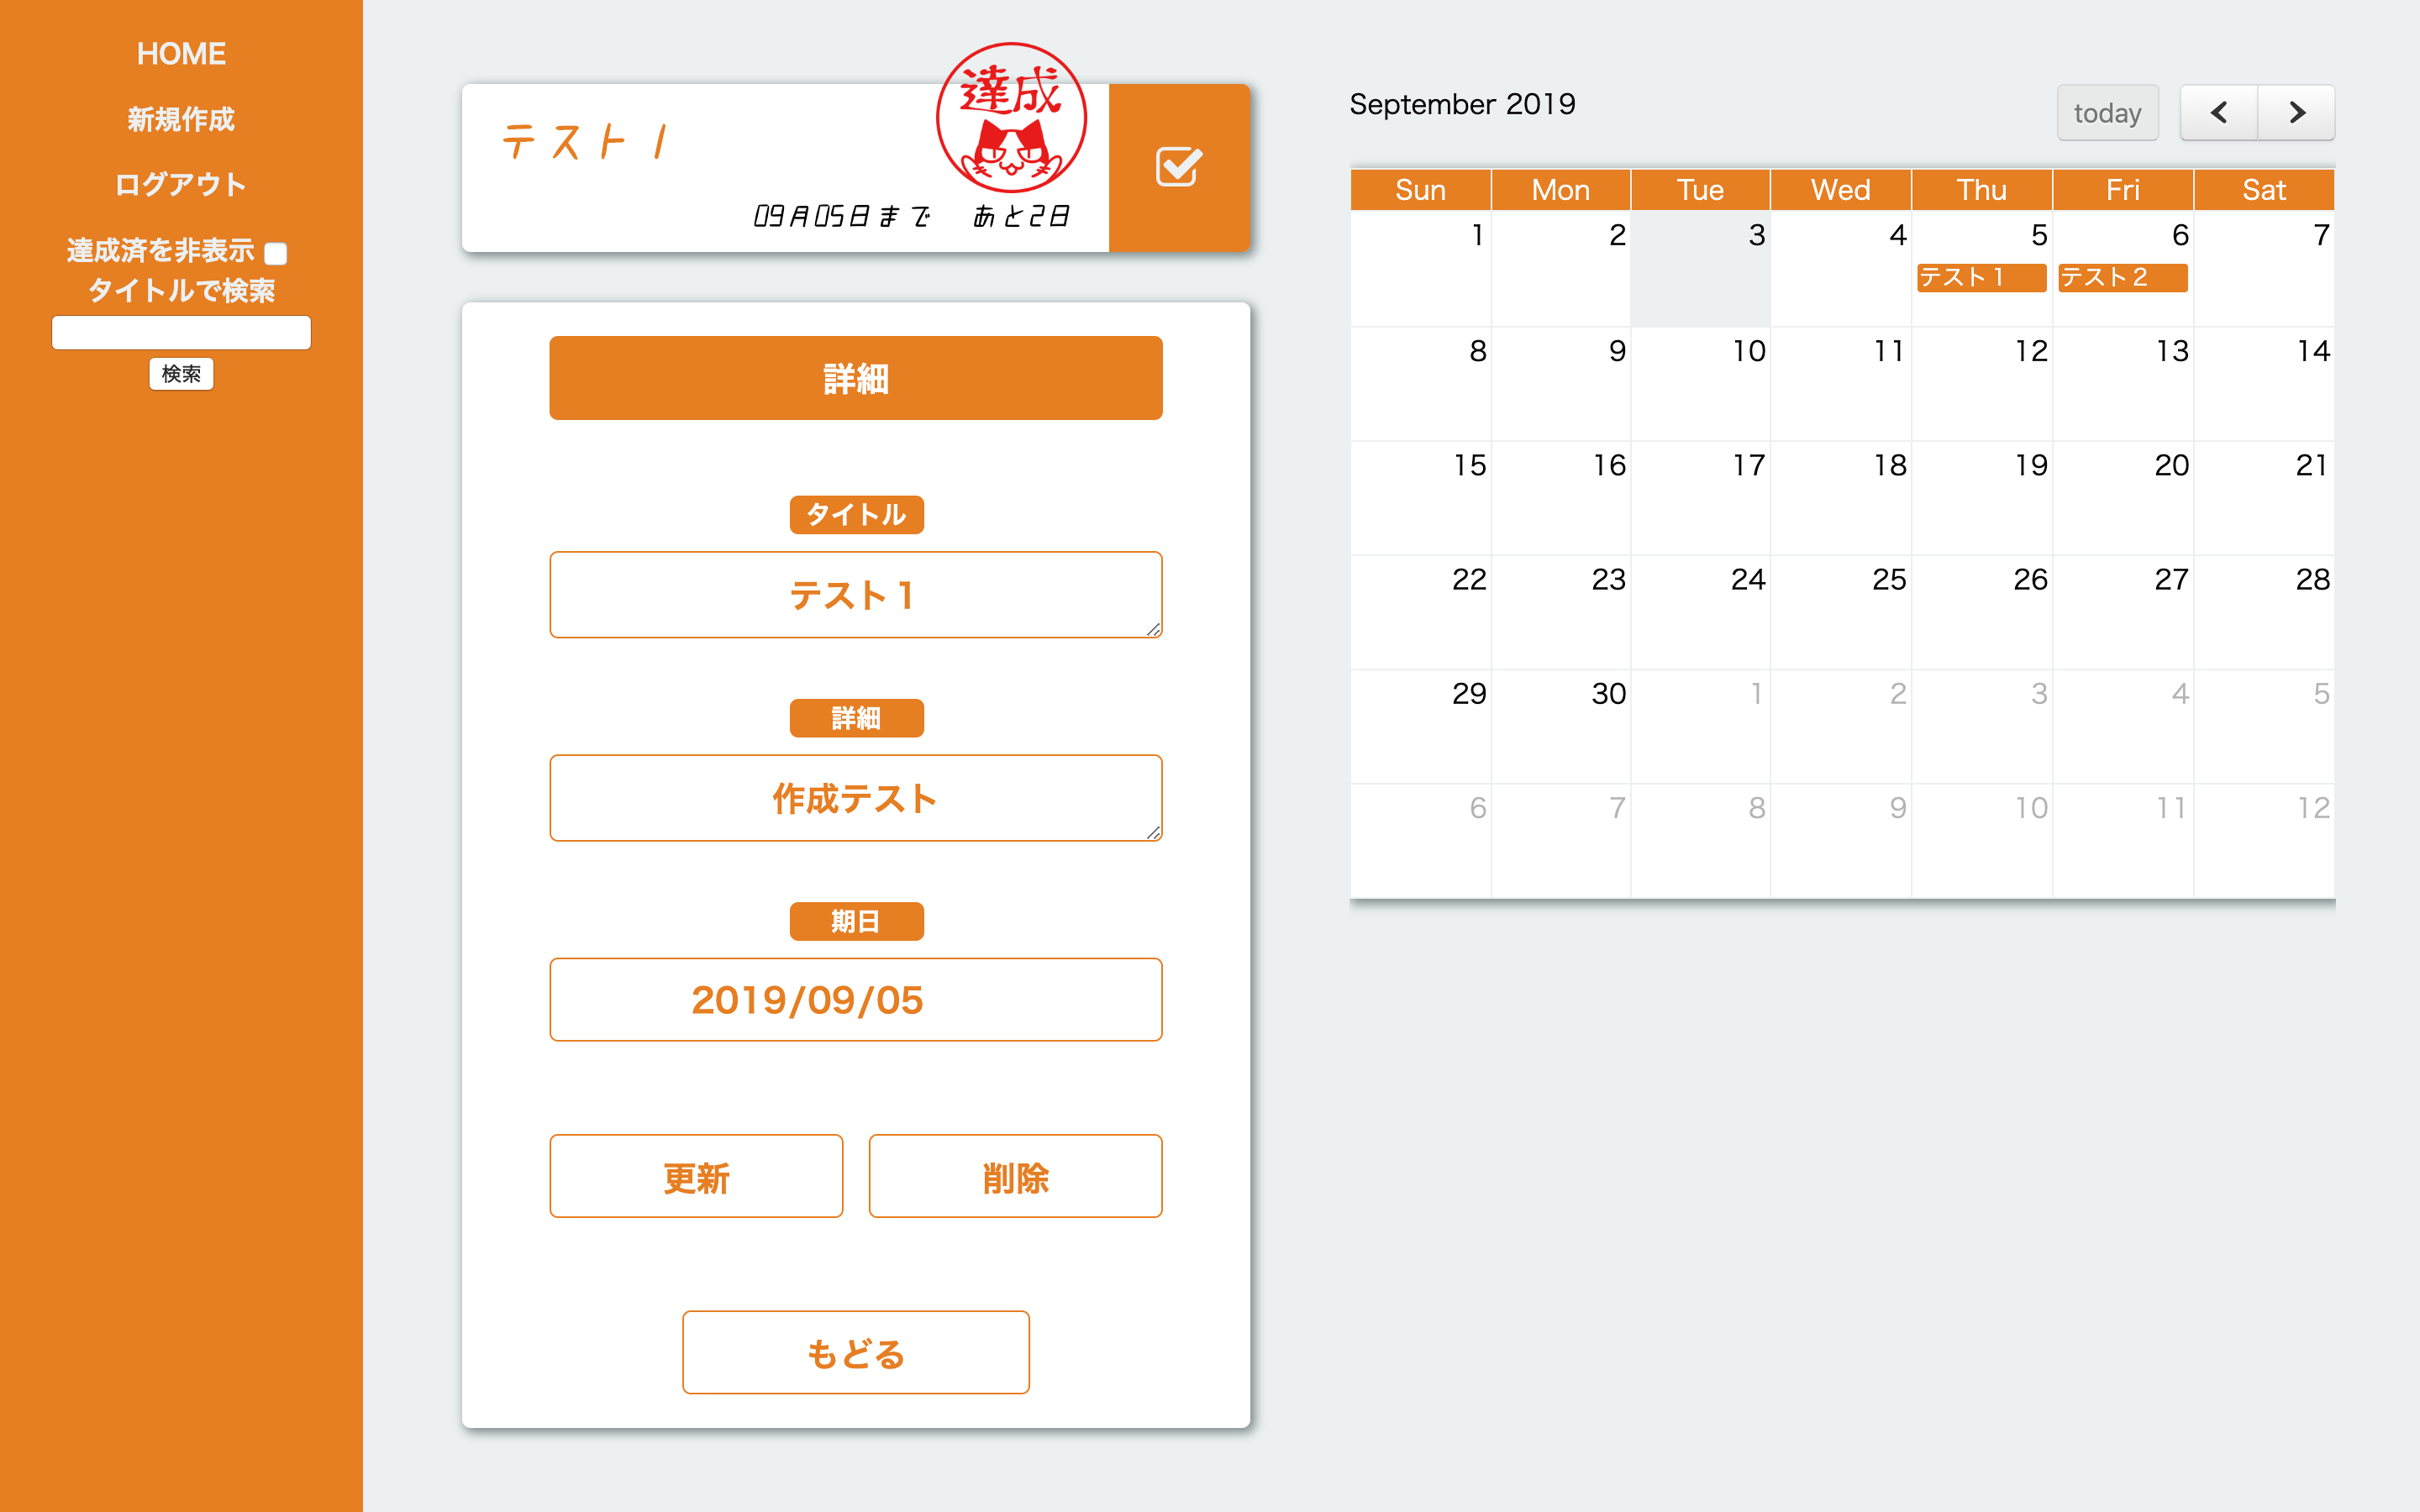 HOME
新規作成
ログアウト
達成済を非表示
タイトルで検索
検索
達成
テスト１
09月05日まで あと2日
詳細
タイトル
テスト１
詳細
作成テスト
期日
2019/09/05
更新 削除
もどる
September 2019
today
Sun Mon Tue Wed Thu Fri Sat
1 2 3 4 5 6 7
テスト１ テスト２
8 9 10 11 12 13 14
15 16 17 18 19 20 21
22 23 24 25 26 27 28
29 30 1 2 3 4 5
6 7 8 9 10 11 12